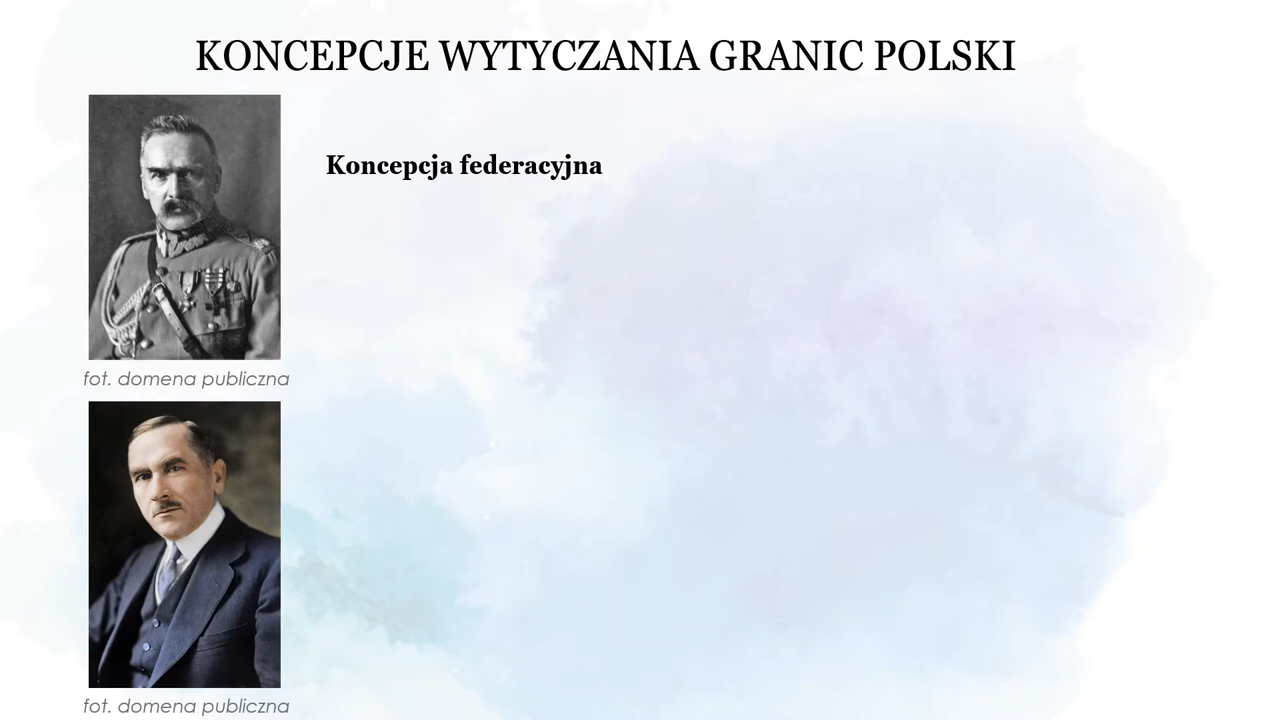 KONCEPCJE WYTYCZANIA GRANIC POLSKI
Koncepcja federacyjna
fot. domena publiczna
fot. domena publiczna